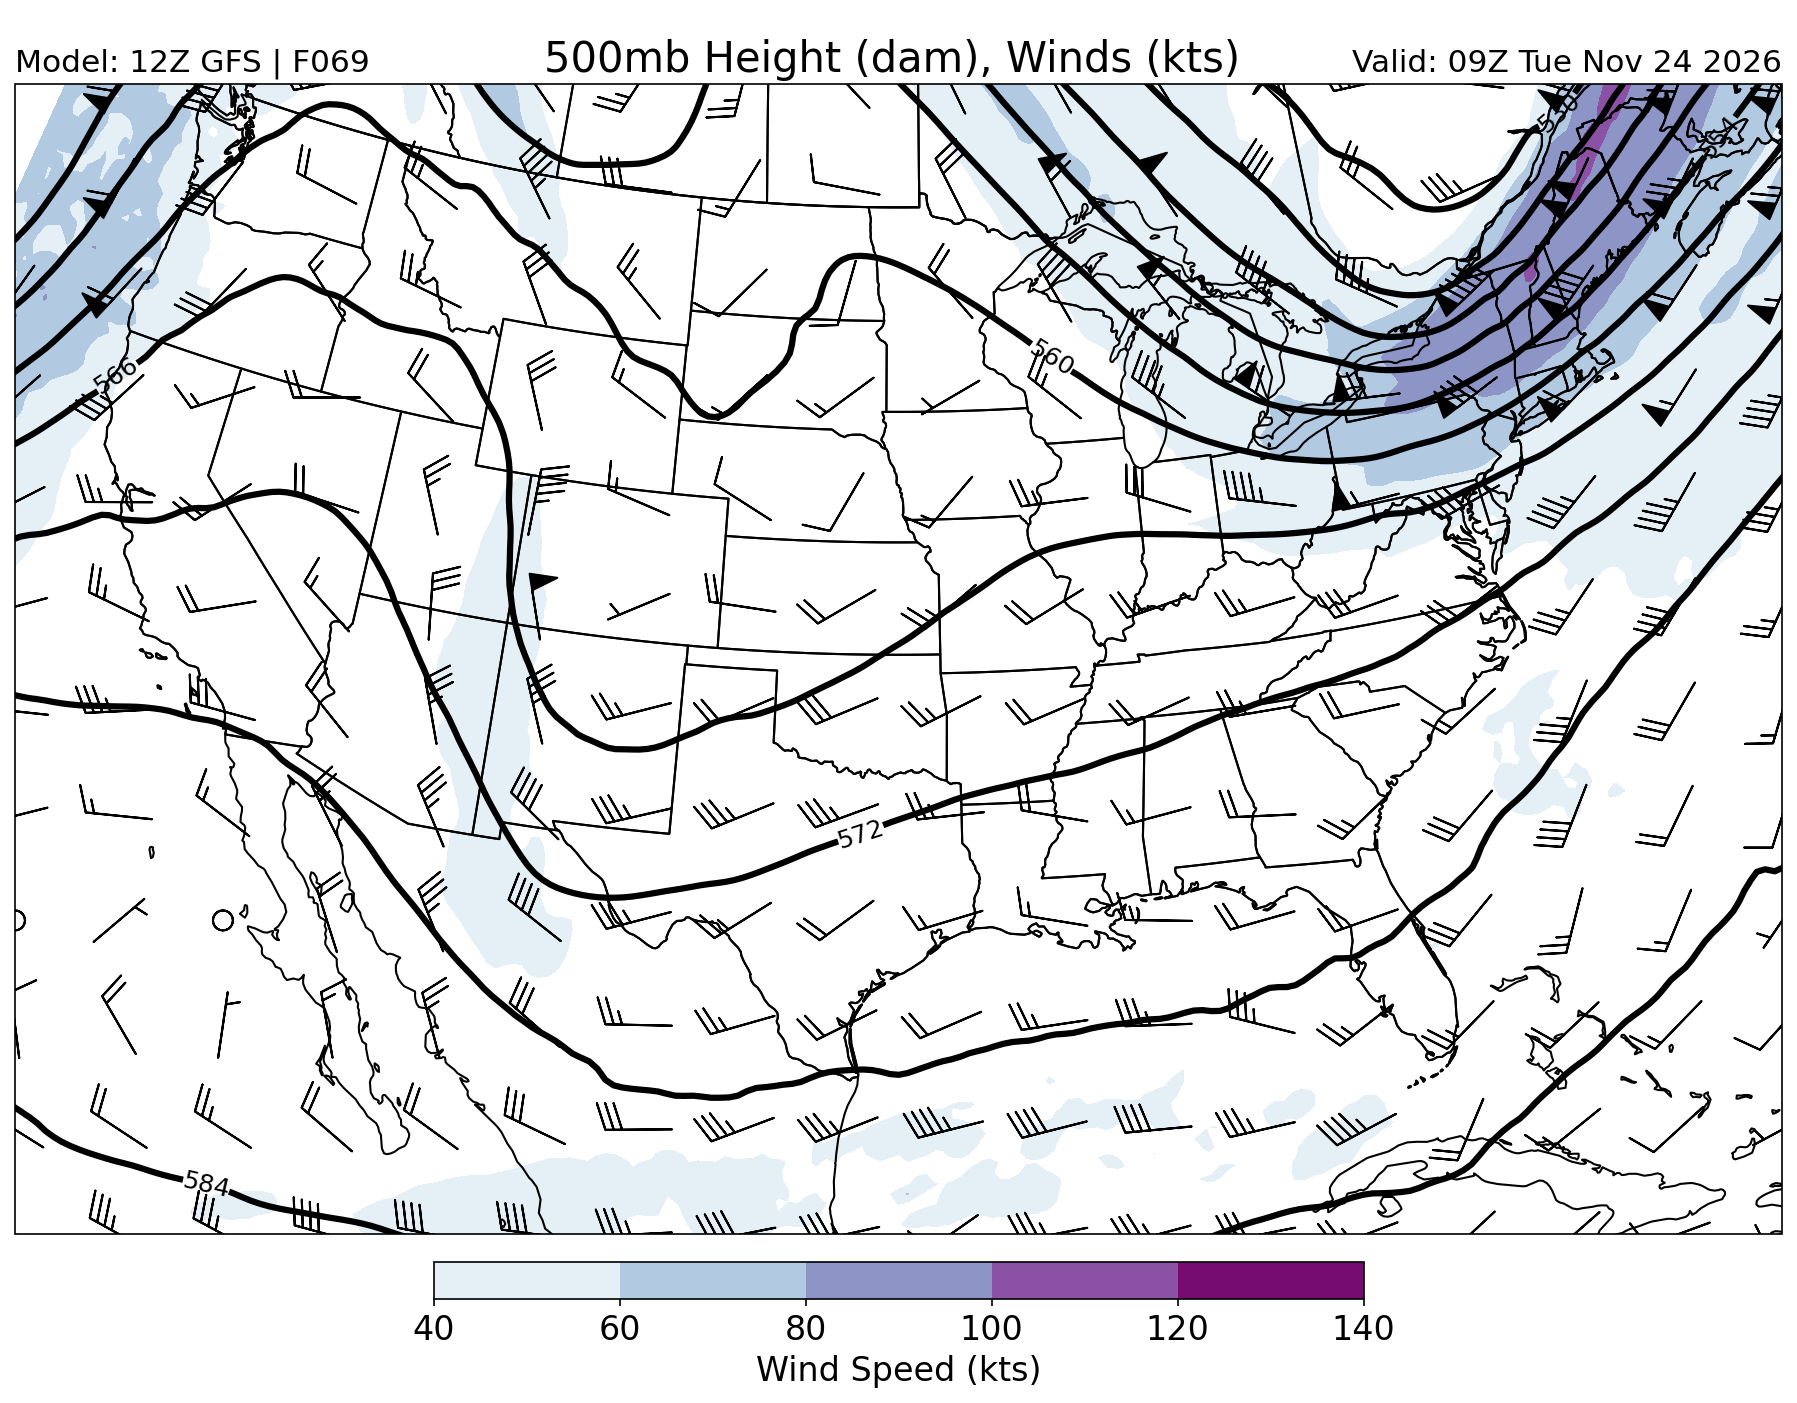 Model: 12Z GFS | F069
500mb Height (dam), Winds (kts)
Valid: 09Z Tue Nov 24 2026
530
566
560
572
584
40 60 80 100 120 140
Wind Speed (kts)